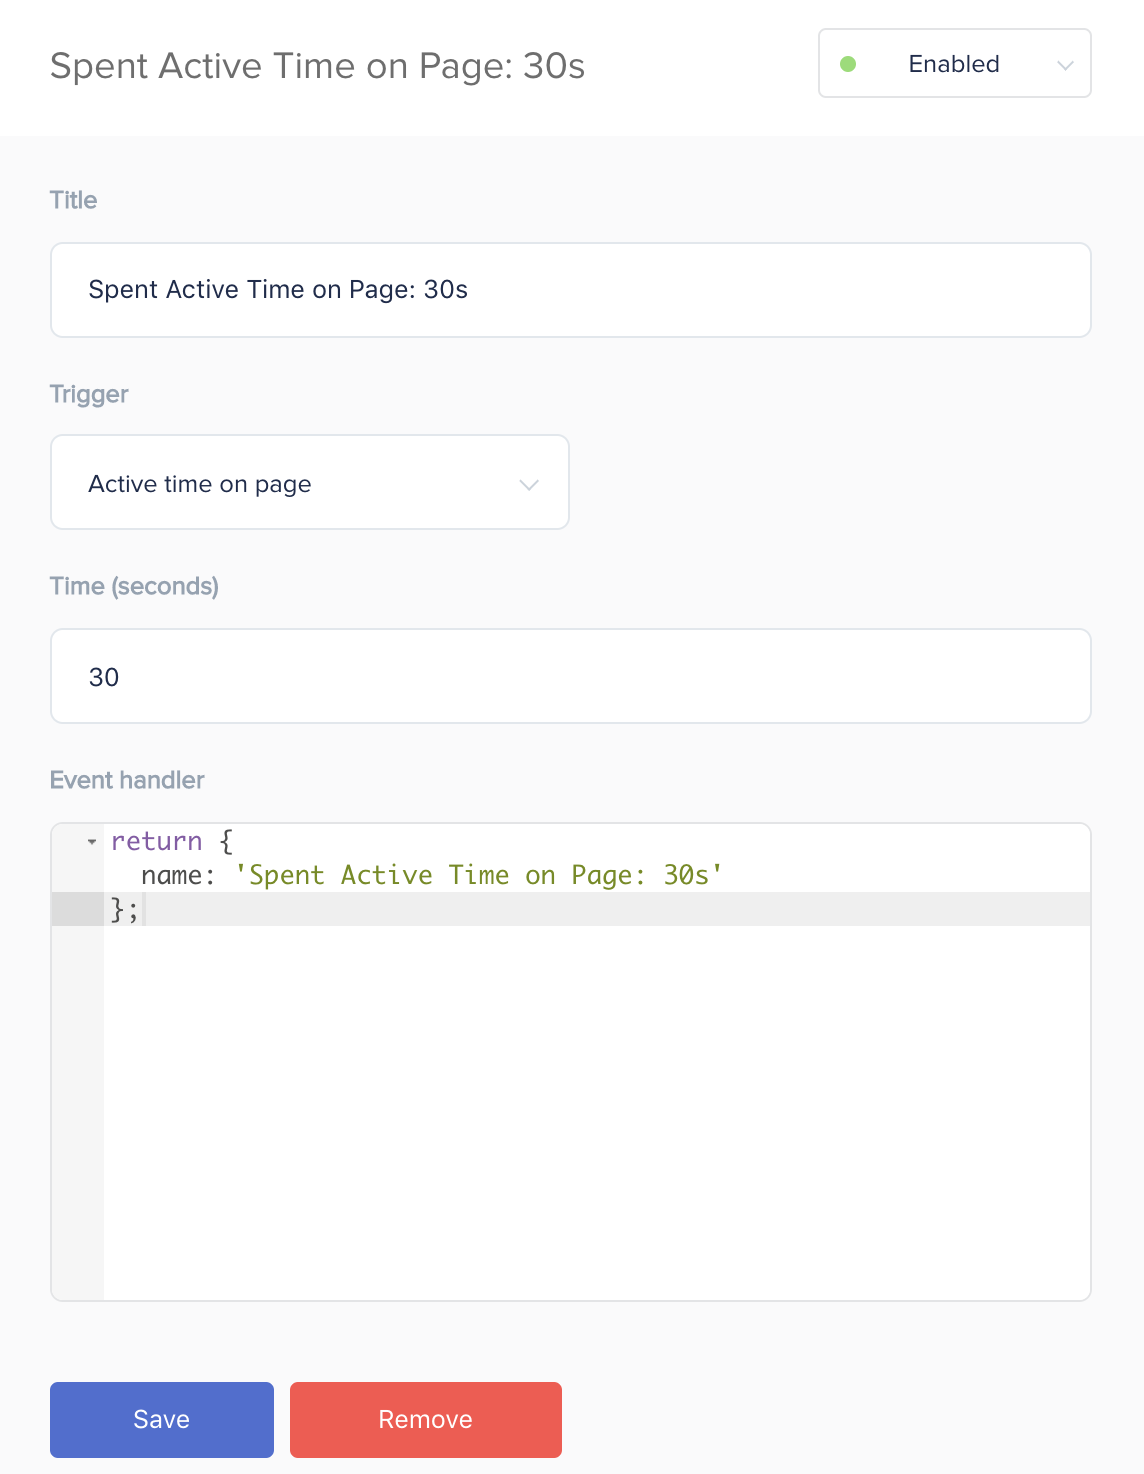 Spent Active Time on Page: 30s
Enabled
Title
Spent Active Time on Page: 30s
Trigger
Active time on page
Time (seconds)
30
Event handler
return {
  name: 'Spent Active Time on Page: 30s'
};
Save
Remove